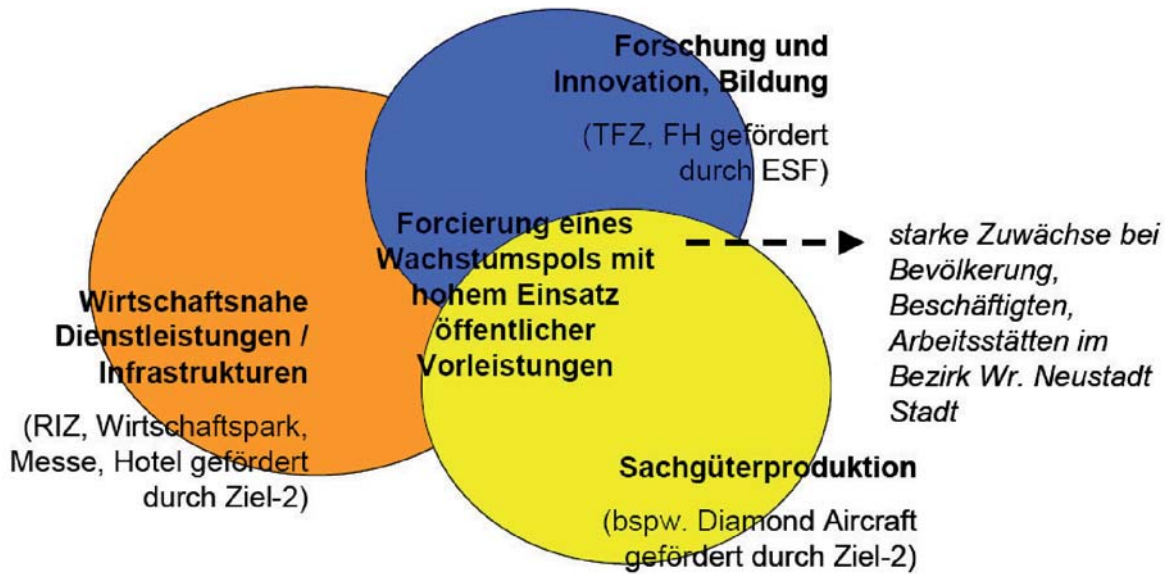 Forschung und
Innovation, Bildung
(TFZ, FH gefördert
durch ESF)
Forcierung eines
Wachstumspols mit
hohem Einsatz
öffentlicher
Vorleistungen
starke Zuwächse bei
Bevölkerung,
Beschäftigten,
Arbeitsstätten im
Bezirk Wr. Neustadt
Stadt
Wirtschaftsnahe
Dienstleistungen /
Infrastrukturen
(RIZ, Wirtschaftspark,
Messe, Hotel gefördert
durch Ziel-2)
Sachgüterproduktion
(bspw. Diamond Aircraft
gefördert durch Ziel-2)